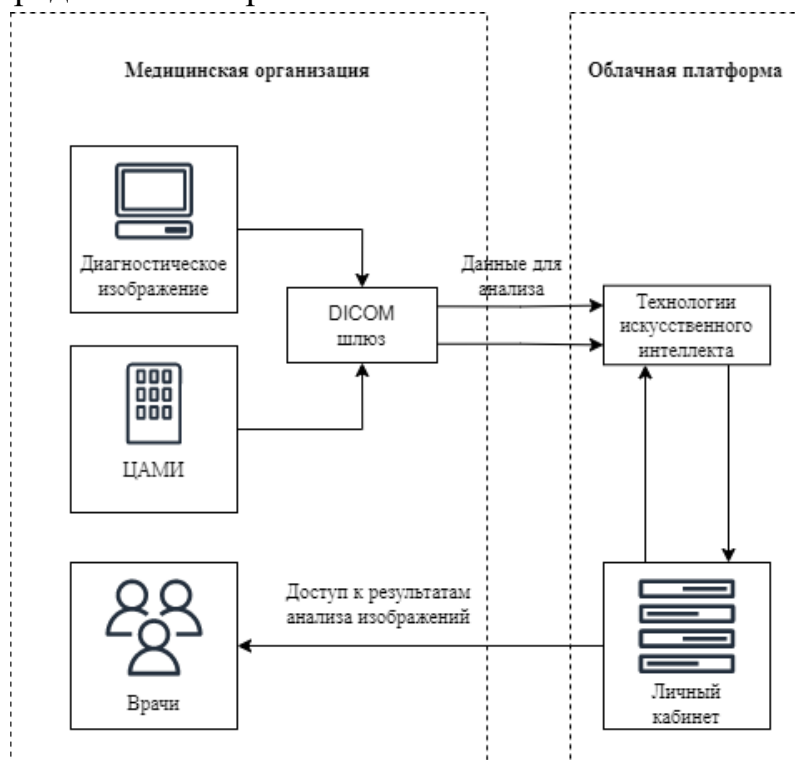 Медицинская организация
Облачная платформа
Диагностическое
изображение
DICOM
шлюз
Данные для
анализа
Технологии
искусственного
интеллекта
ЦАМИ
Врачи
Доступ к результатам
анализа изображений
Личный
кабинет